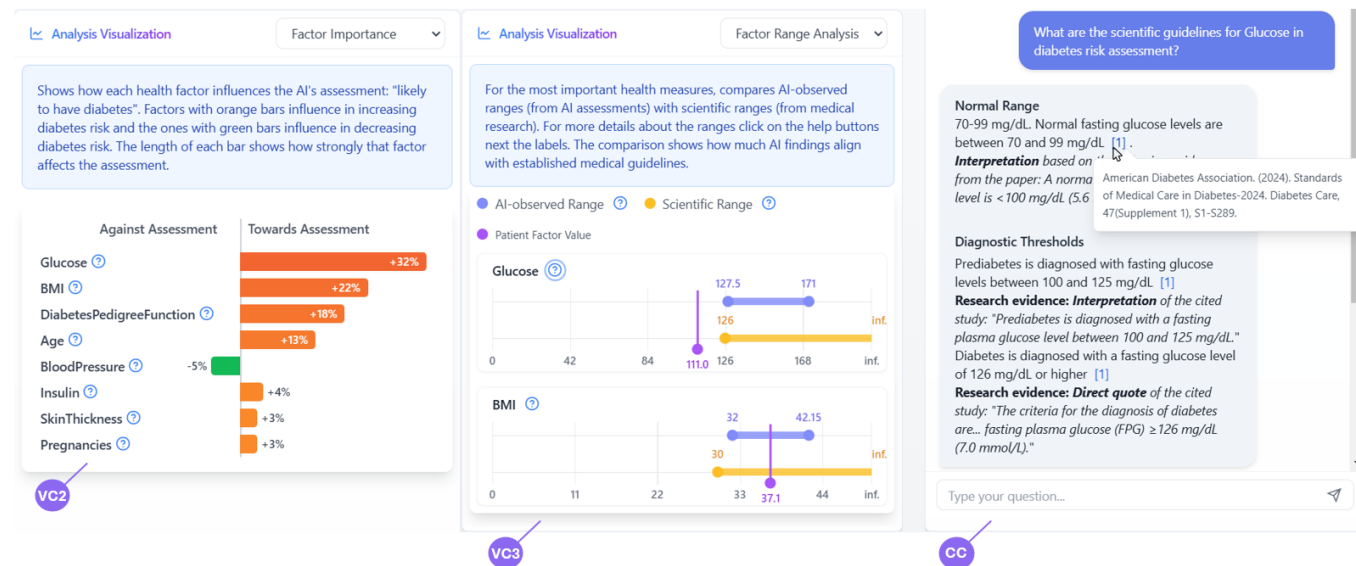 Analysis Visualization
Factor Importance
Shows how each health factor influences the AI's assessment: "likely
to have diabetes". Factors with orange bars influence in increasing
diabetes risk and the ones with green bars influence in decreasing
diabetes risk. The length of each bar shows how strongly that factor
affects the assessment.
Against Assessment
Towards Assessment
Glucose ? +32%
BMI ? +22%
DiabetesPedigreeFunction ? +18%
Age ? +13%
BloodPressure ? -5%
Insulin ? +4%
SkinThickness ? +3%
Pregnancies ? +3%
VC2
Analysis Visualization
Factor Range Analysis
For the most important health measures, compares AI-observed
ranges (from AI assessments) with scientific ranges (from medical
research). For more details about the ranges click on the help buttons
next the labels. The comparison shows how much AI findings align
with established medical guidelines.
AI-observed Range ? Scientific Range ?
Patient Factor Value
Glucose ?
127.5 171
126 inf.
0 42 84 111.0 126 168 inf.
BMI ?
32 42.15
30 inf.
0 11 22 33 37.1 44 inf.
VC3
What are the scientific guidelines for Glucose in
diabetes risk assessment?
Normal Range
70-99 mg/dL. Normal fasting glucose levels are
between 70 and 99 mg/dL [1] .
Interpretation based on
from the paper: A norma
level is <100 mg/dL (5.6
American Diabetes Association. (2024). Standards
of Medical Care in Diabetes-2024. Diabetes Care,
47(Supplement 1), S1-S289.
Diagnostic Thresholds
Prediabetes is diagnosed with fasting glucose
levels between 100 and 125 mg/dL [1]
Research evidence: Interpretation of the cited
study: "Prediabetes is diagnosed with a fasting
plasma glucose level between 100 and 125 mg/dL."
Diabetes is diagnosed with a fasting glucose level
of 126 mg/dL or higher [1]
Research evidence: Direct quote of the cited
study: "The criteria for the diagnosis of diabetes
are... fasting plasma glucose (FPG) ≥126 mg/dL
(7.0 mmol/L)."
Type your question...
CC